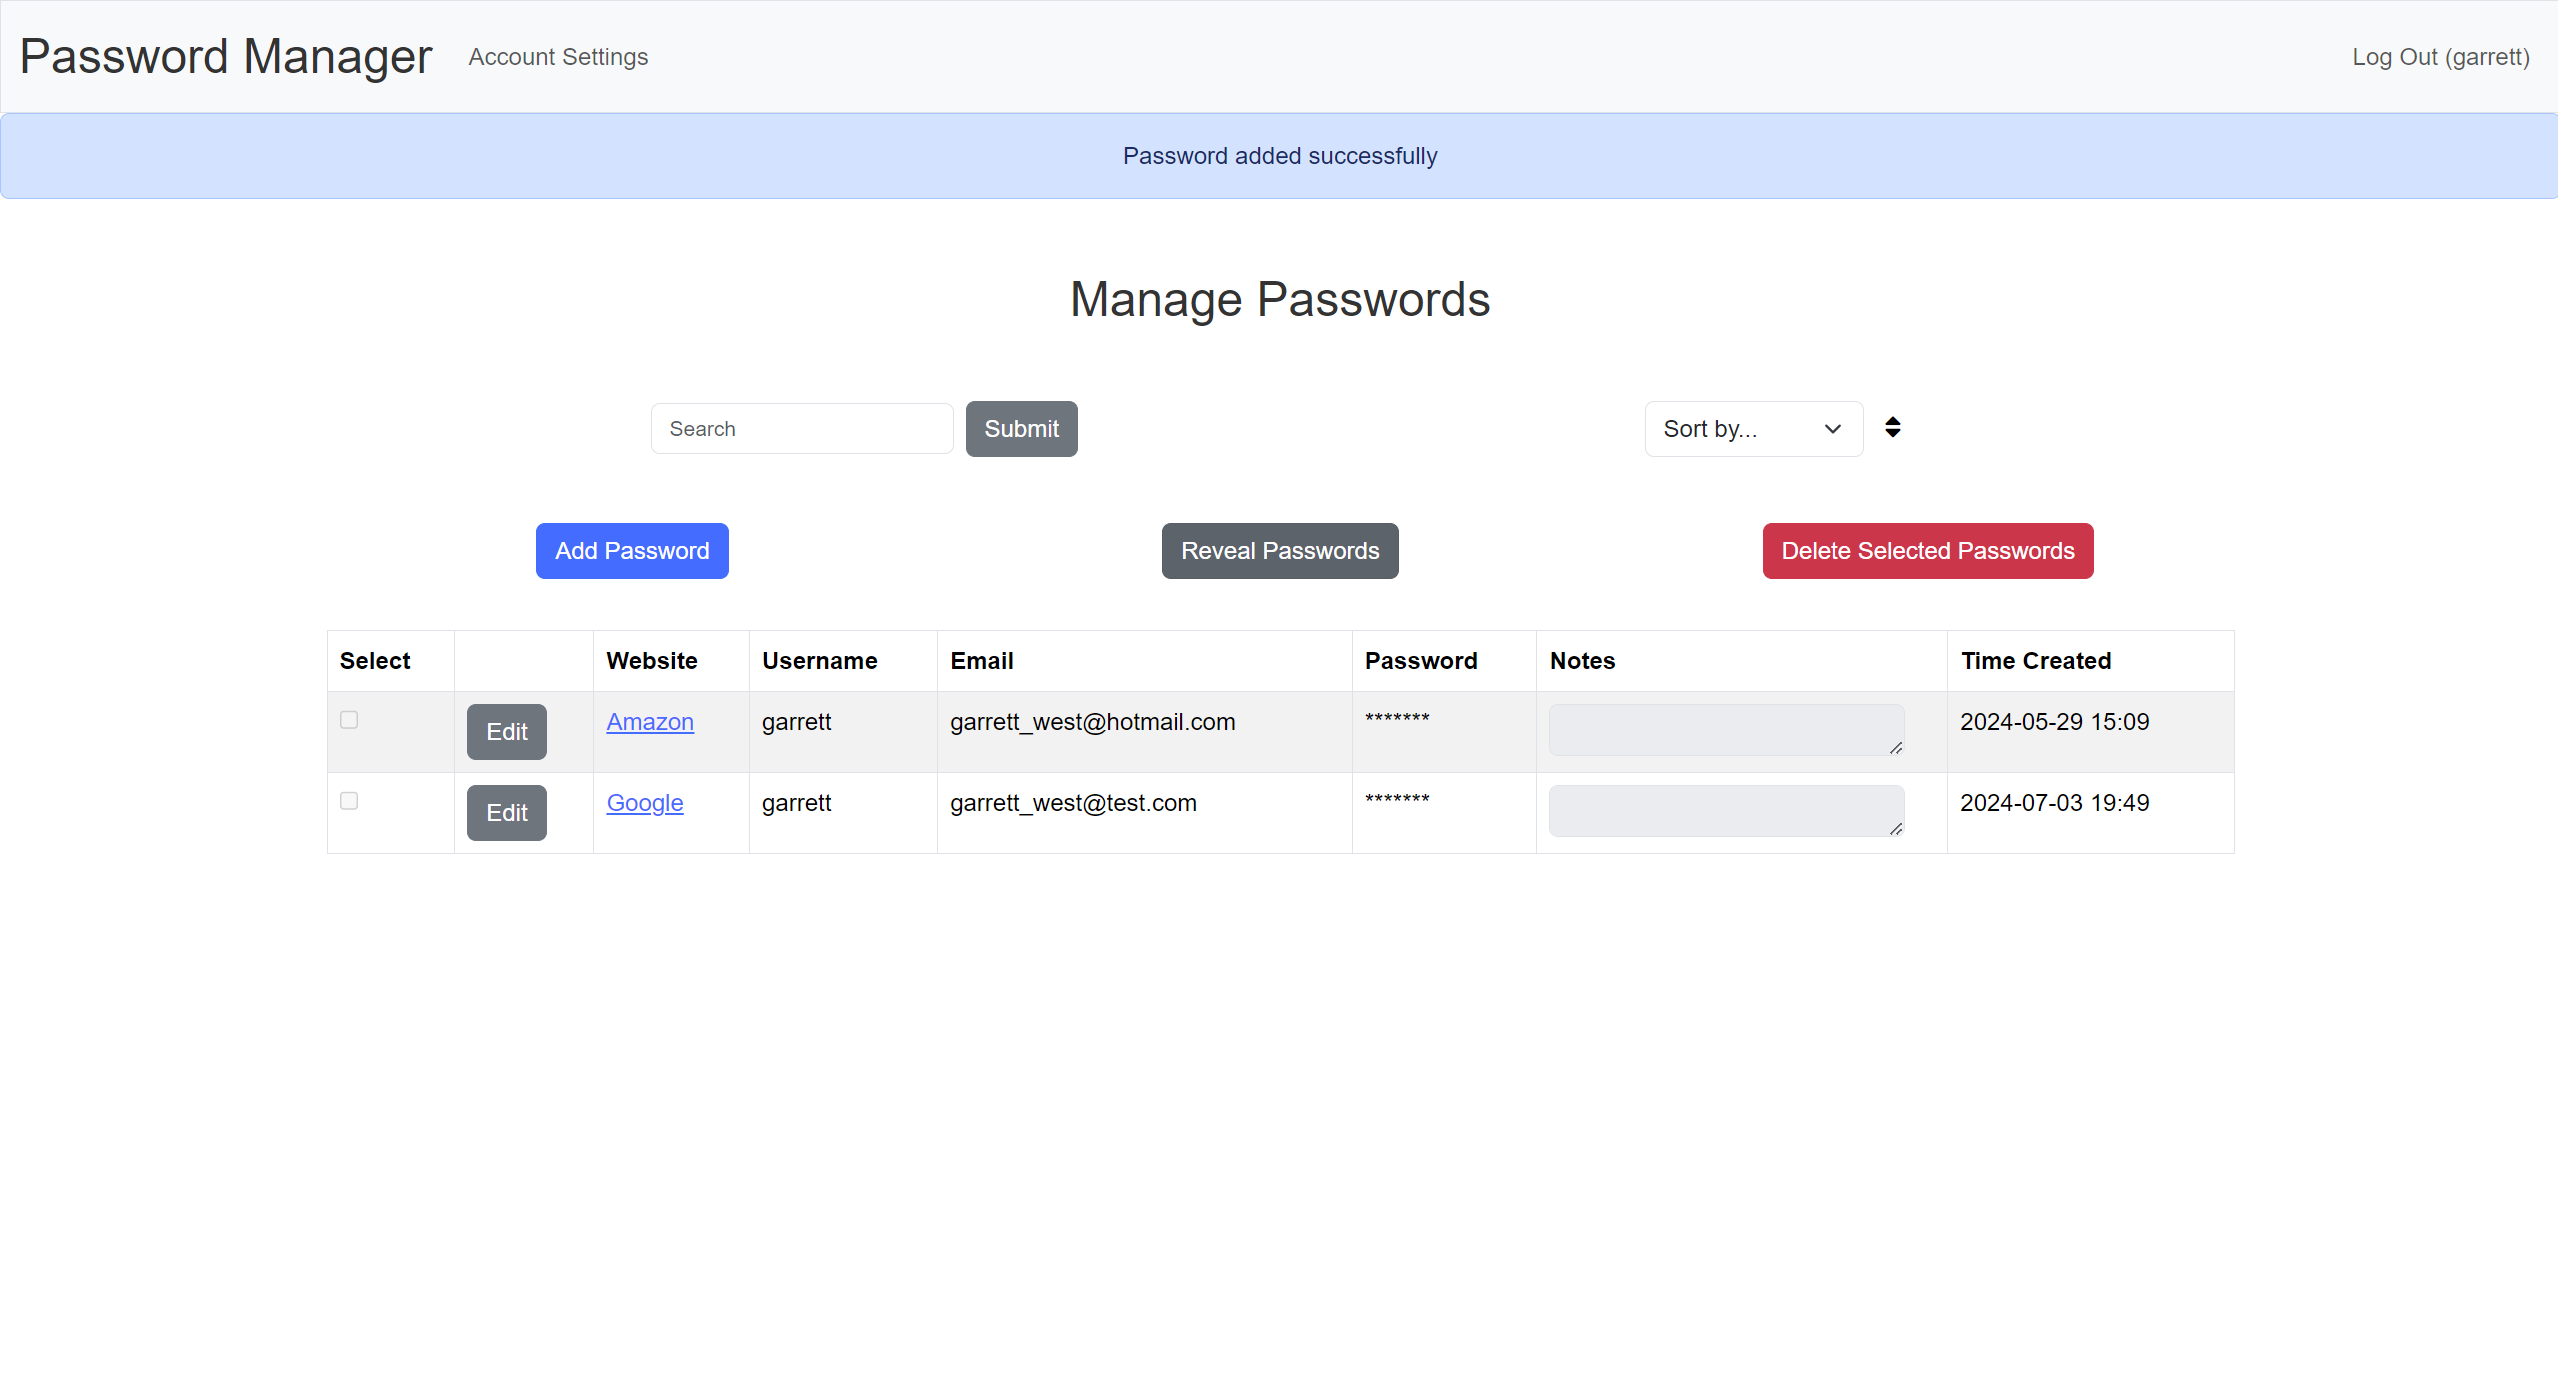 Password Manager Account Settings Log Out (garrett)
Password added successfully
Manage Passwords
Search Submit Sort by...
Add Password Reveal Passwords Delete Selected Passwords
Select Website Username Email Password Notes Time Created
Edit Amazon garrett garrett_west@hotmail.com ******* 2024-05-29 15:09
Edit Google garrett garrett_west@test.com ******* 2024-07-03 19:49